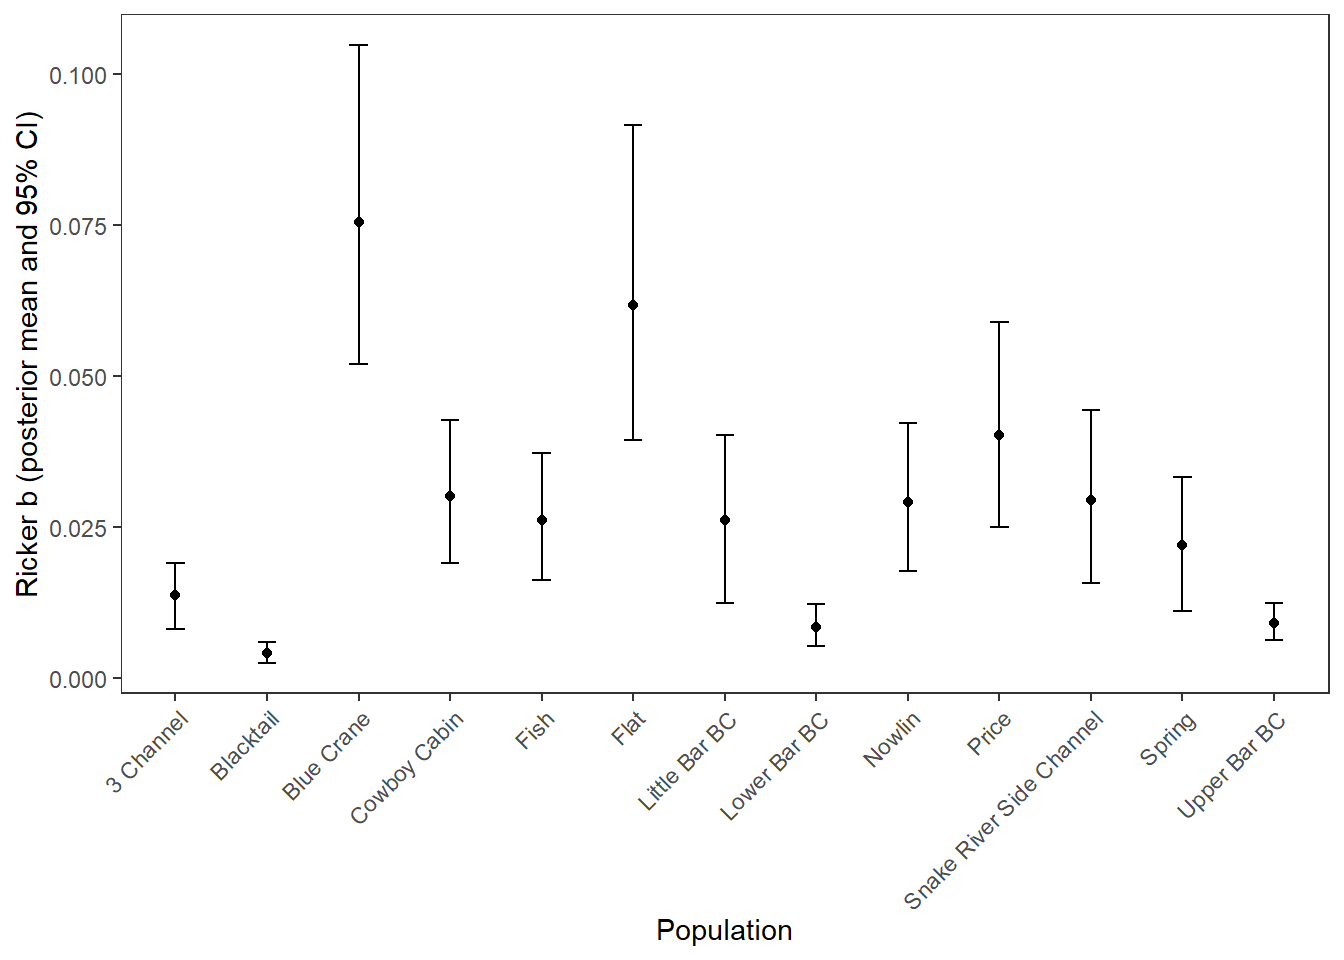 Ricker b (posterior mean and 95% CI)
0.100
0.075
0.050
0.025
0.000
3 Channel
Blacktail
Blue Crane
Cowboy Cabin
Fish
Flat
Little Bar BC
Lower Bar BC
Nowlin
Price
Snake River Side Channel
Spring
Upper Bar BC
Population